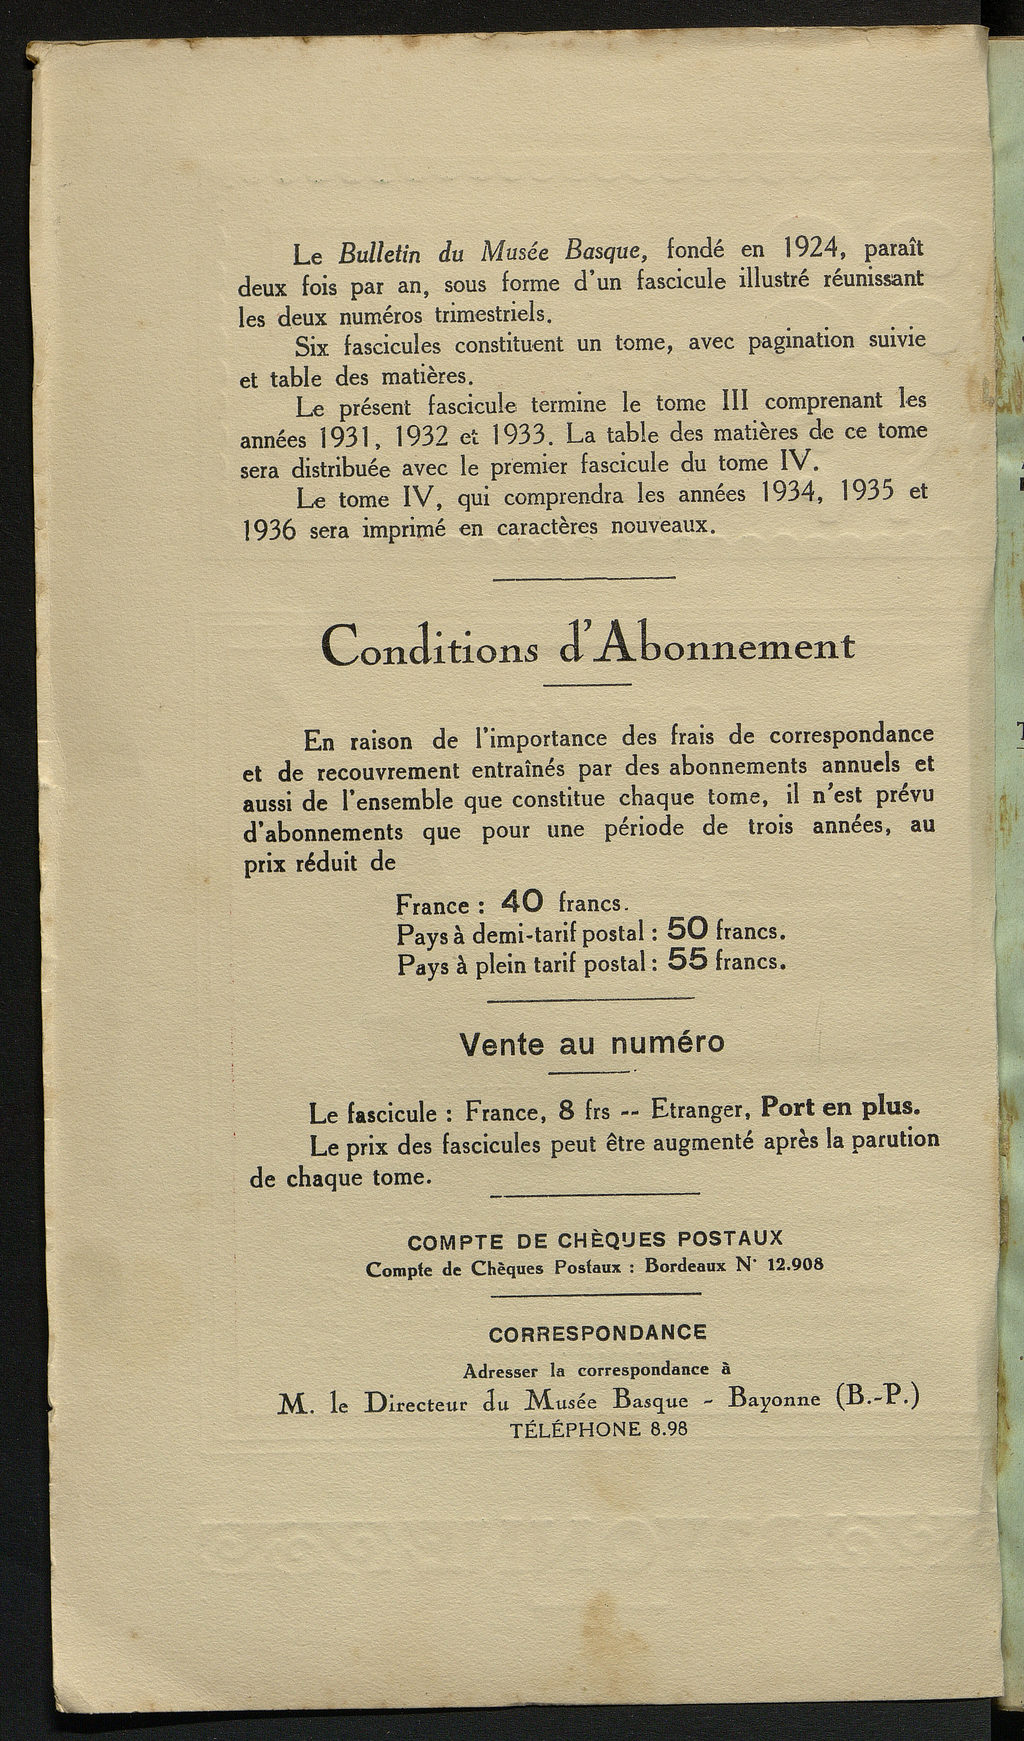 Le Bulletin du Musée Basque, fondé en 1924, paraît
deux fois par an, sous forme d'un fascicule illustré réunissant
les deux numéros trimestriels.
Six fascicules constituent un tome, avec pagination suivie
et table des matières.
Le présent fascicule termine le tome III comprenant les
années 1931, 1932 et 1933. La table des matières de ce tome
sera distribuée avec le premier fascicule du tome IV.
Le tome IV, qui comprendra les années 1934, 1935 et
1936 sera imprimé en caractères nouveaux.
Conditions d'Abonnement
En raison de l'importance des frais de correspondance
et de recouvrement entraînés par des abonnements annuels et
aussi de l'ensemble que constitue chaque tome, il n'est prévu
d'abonnements que pour une période de trois années, au
prix réduit de
France : 40 francs.
Pays à demi-tarif postal : 50 francs.
Pays à plein tarif postal : 55 francs.
Vente au numéro
Le fascicule : France, 8 frs -- Etranger, Port en plus.
Le prix des fascicules peut être augmenté après la parution
de chaque tome.
COMPTE DE CHÈQUES POSTAUX
Compte de Chèques Postaux : Bordeaux N° 12.908
CORRESPONDANCE
Adresser la correspondance à
M. le Directeur du Musée Basque - Bayonne (B.-P.)
TÉLÉPHONE 8.98